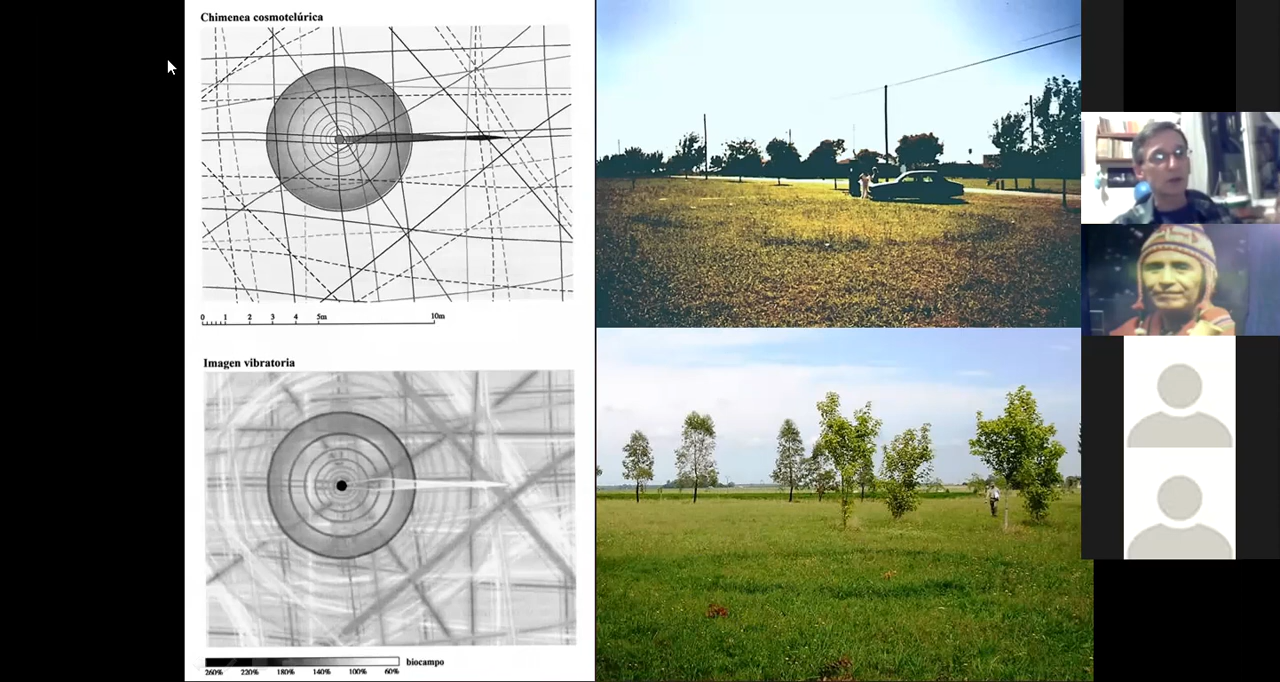 Chimenea cosmotelúrica
0 1 2 3 4 5m 10m
Imagen vibratoria
biocampo
260% 220% 180% 140% 100% 60%